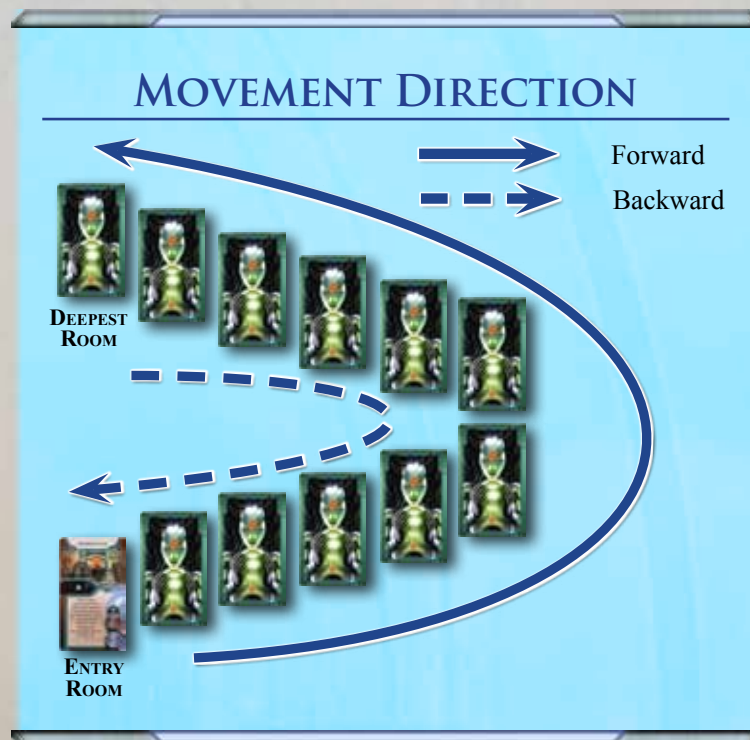 MOVEMENT DIRECTION
Forward
Backward
DEEPEST
ROOM
ENTRY
ROOM